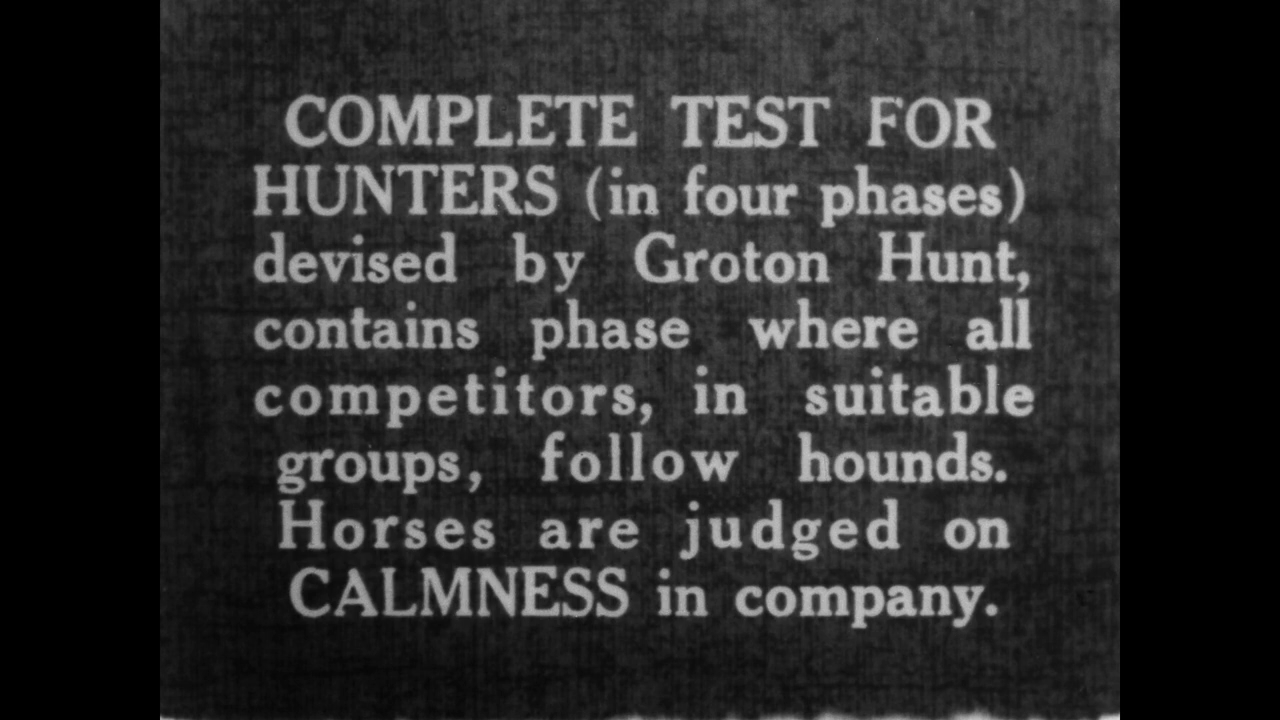 COMPLETE TEST FOR
HUNTERS (in four phases)
devised by Groton Hunt,
contains phase where all
competitors, in suitable
groups, follow hounds.
Horses are judged on
CALMNESS in company.